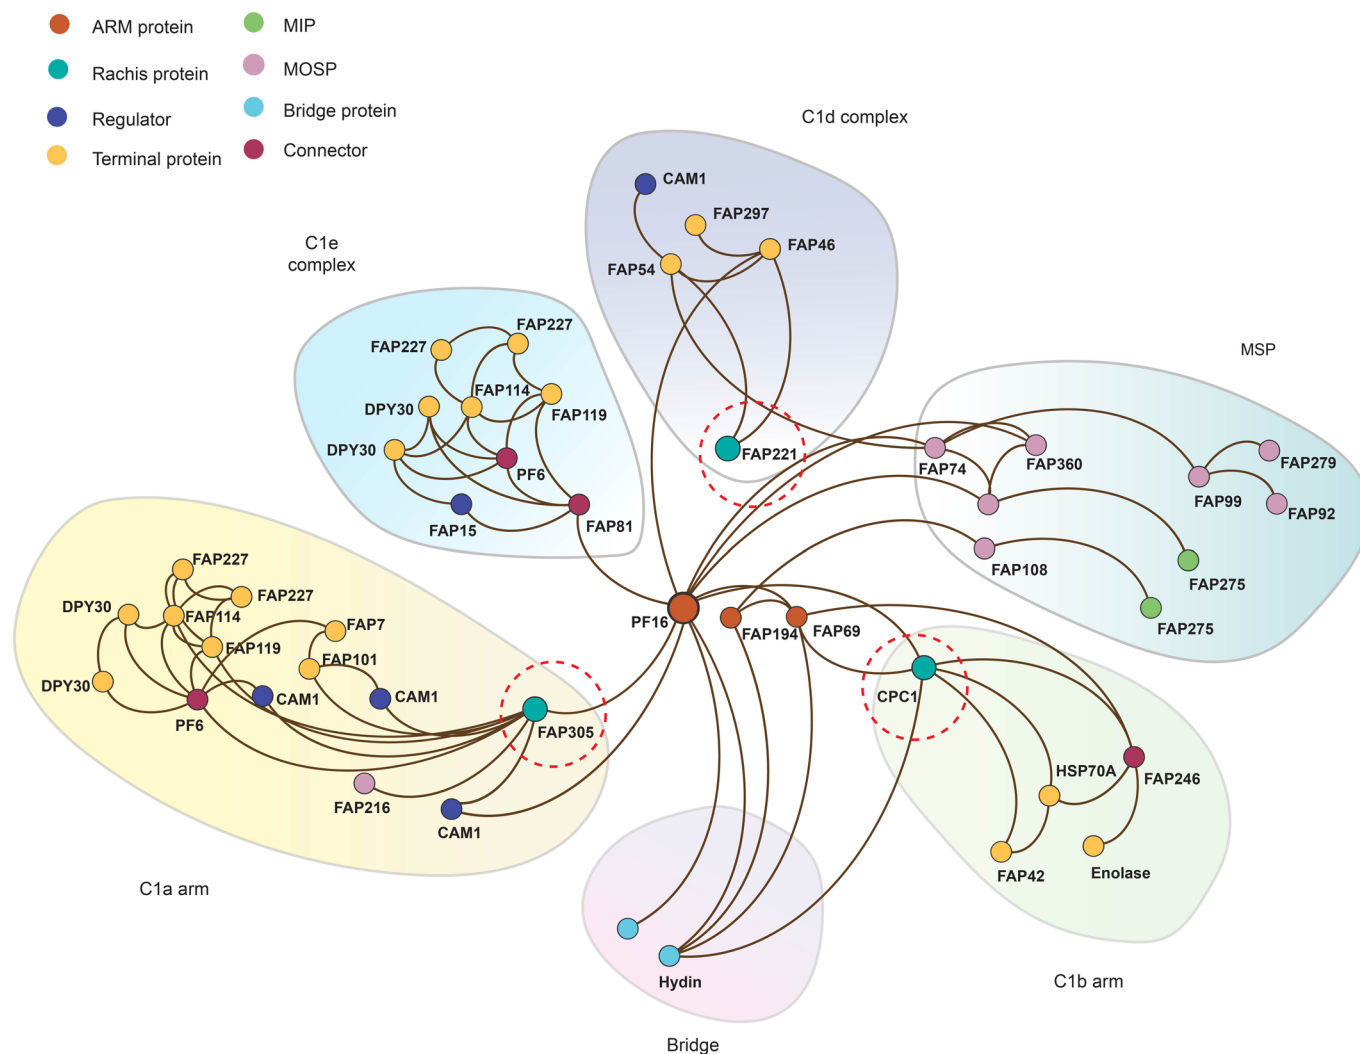 ARM protein
Rachis protein
Regulator
Terminal protein
MIP
MOSP
Bridge protein
Connector
C1d complex
CAM1
FAP297
FAP46
FAP54
FAP221
C1e
complex
FAP227
FAP227
FAP114
DPY30
FAP119
DPY30
PF6
FAP15
FAP81
MSP
FAP74
FAP360
FAP279
FAP99
FAP92
FAP108
FAP275
FAP275
FAP227
FAP227
DPY30
FAP114
FAP7
FAP119
FAP101
DPY30
CAM1
CAM1
PF6
FAP305
FAP216
CAM1
C1a arm
PF16
FAP194
FAP69
CPC1
HSP70A
FAP246
FAP42
Enolase
C1b arm
Hydin
Bridge